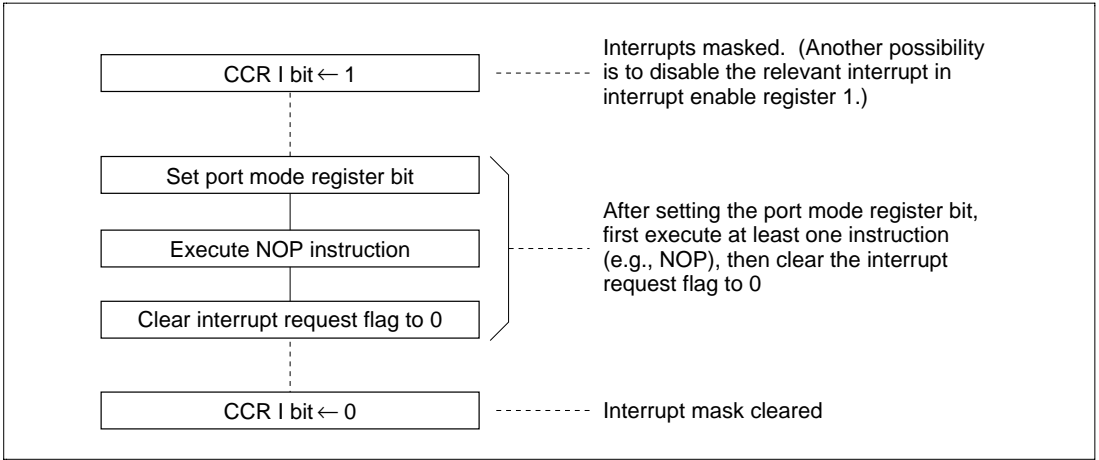 CCR I bit ← 1
Interrupts masked. (Another possibility
is to disable the relevant interrupt in
interrupt enable register 1.)
Set port mode register bit
Execute NOP instruction
Clear interrupt request flag to 0
After setting the port mode register bit,
first execute at least one instruction
(e.g., NOP), then clear the interrupt
request flag to 0
CCR I bit ← 0
Interrupt mask cleared